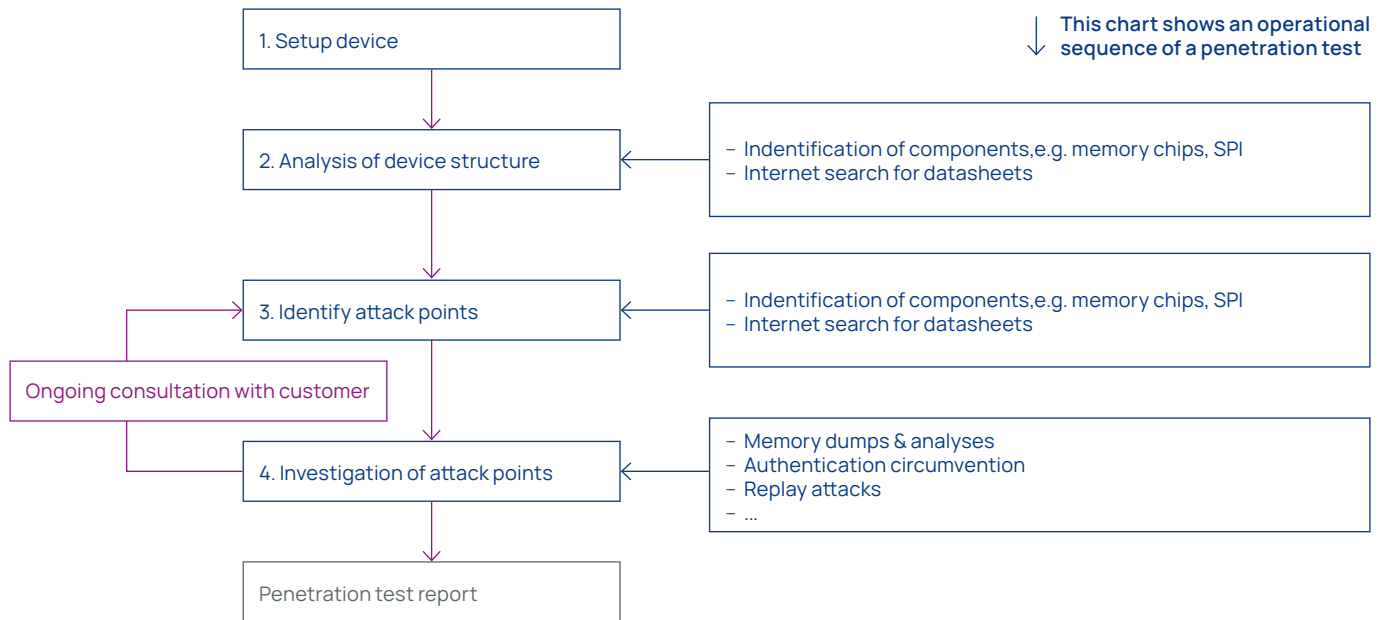 1. Setup device
This chart shows an operational
sequence of a penetration test
2. Analysis of device structure
– Indentification of components,e.g. memory chips, SPI
– Internet search for datasheets
3. Identify attack points
– Indentification of components,e.g. memory chips, SPI
– Internet search for datasheets
Ongoing consultation with customer
4. Investigation of attack points
– Memory dumps & analyses
– Authentication circumvention
– Replay attacks
– ...
Penetration test report